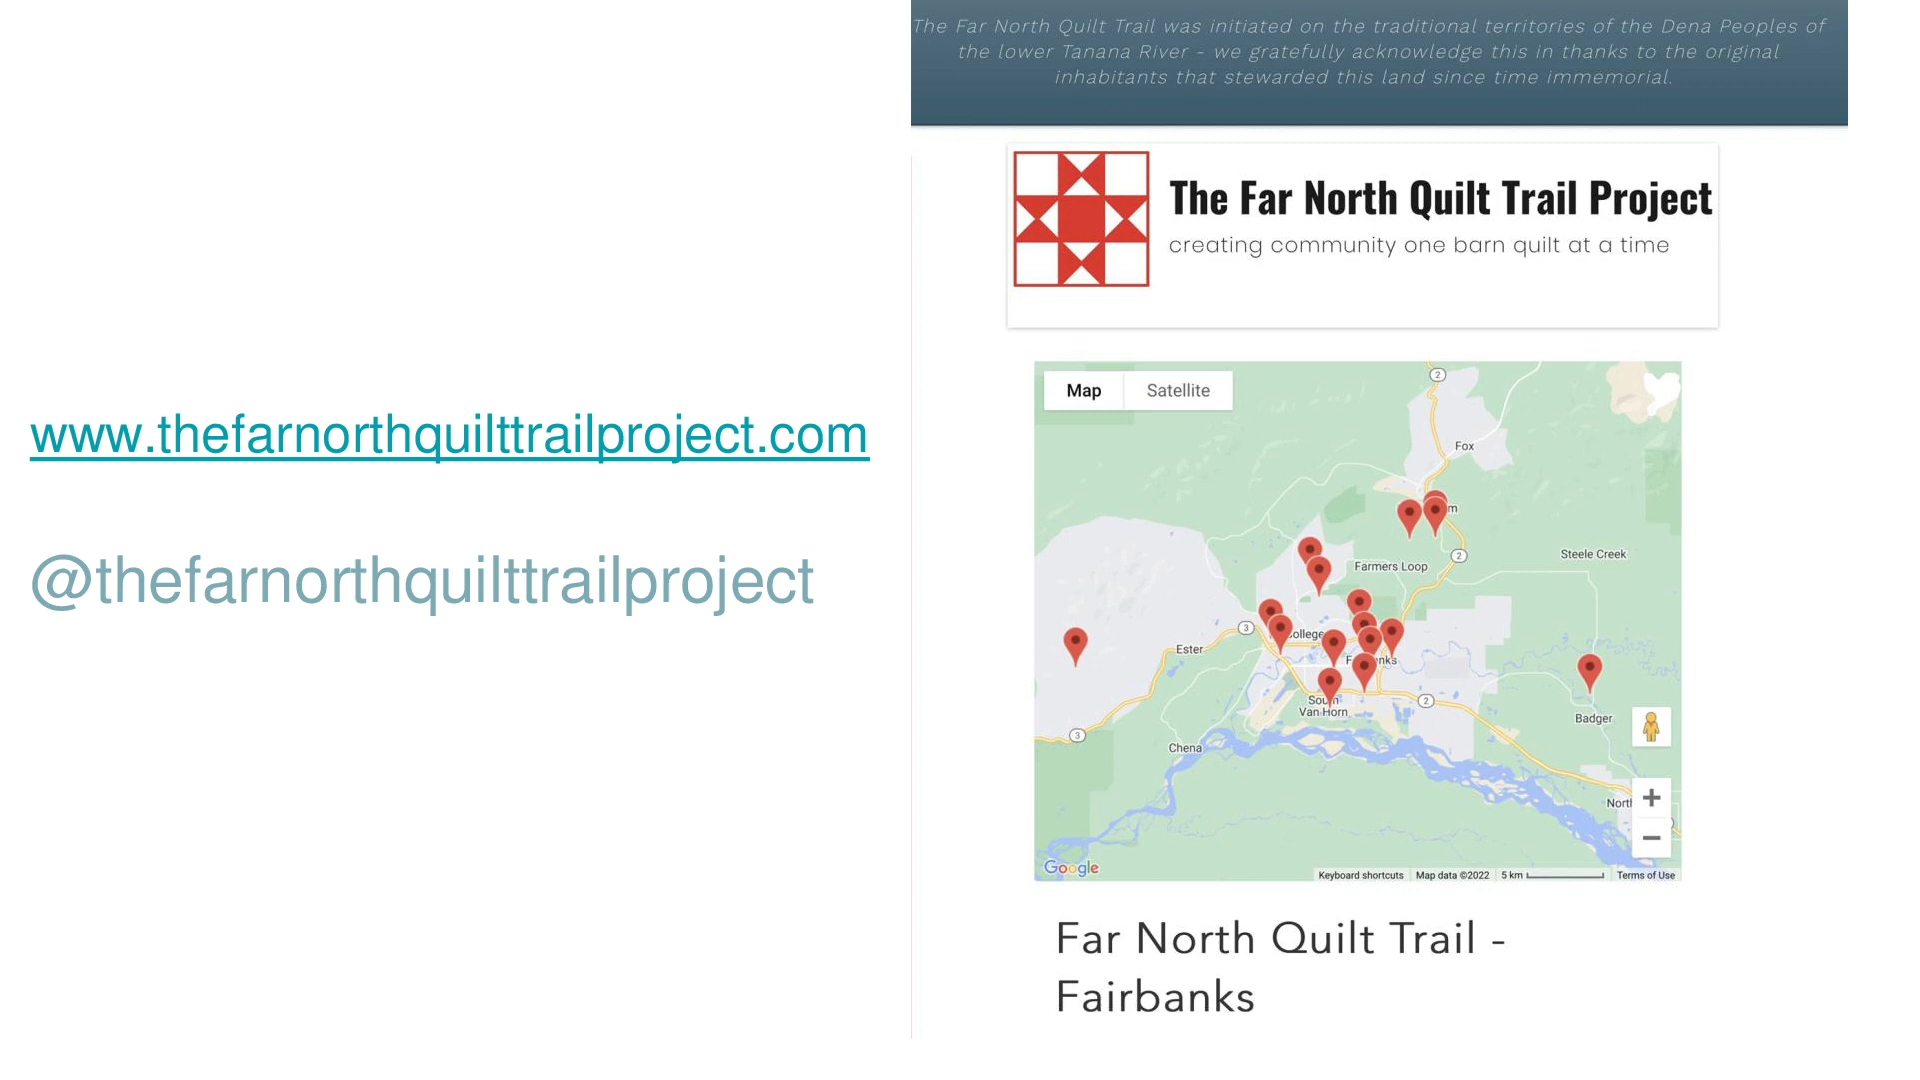 www.thefarnorthquilttrailproject.com
@thefarnorthquilttrailproject
The Far North Quilt Trail was initiated on the traditional territories of the Dena Peoples of
the lower Tanana River - we gratefully acknowledge this in thanks to the original
inhabitants that stewarded this land since time immemorial.
The Far North Quilt Trail Project
creating community one barn quilt at a time
Map Satellite
2
Fox
2
Steele Creek
Farmers Loop
3
Ester
2
South
Van Horn
Badger
3
Chena
Google
Keyboard shortcuts Map data ©2022 5 km Terms of Use
Far North Quilt Trail -
Fairbanks